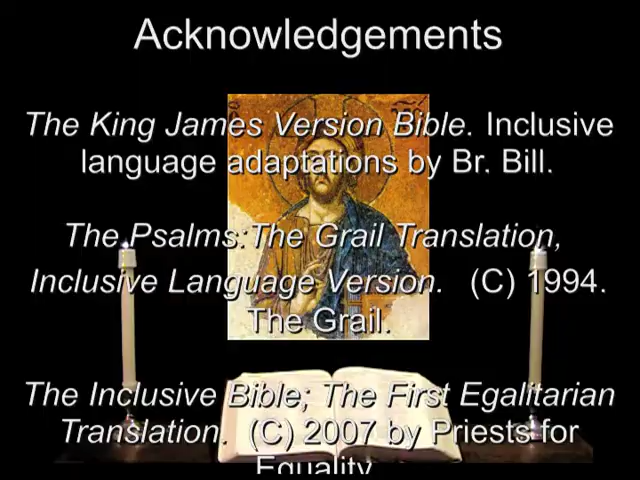 Acknowledgements
The King James Version Bible. Inclusive
language adaptations by Br. Bill.
The Psalms:The Grail Translation,
Inclusive Language Version. (C) 1994.
The Grail.
The Inclusive Bible; The First Egalitarian
Translation. (C) 2007 by Priests for
Equality